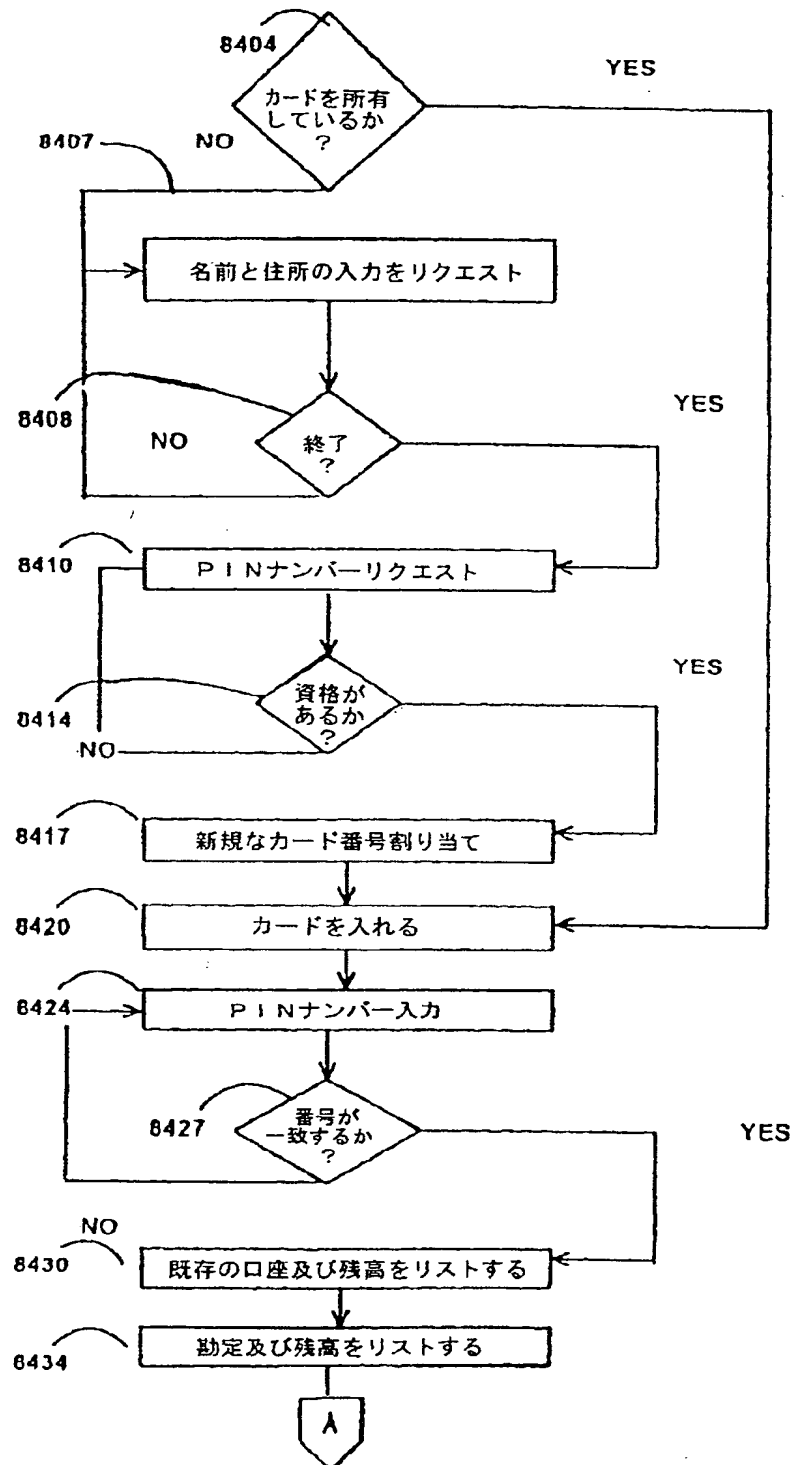 8404
YES
カードを所有
しているか
?
8407
NO
名前と住所の入力をリクエスト
YES
8408
NO
終了
?
8410
PINナンバーリクエスト
YES
資格が
8414
あるか
?
NO
8417
新規なカード番号割り当て
8420
カードを入れる
8424
PINナンバー入力
番号が
8427
一致するか
YES
?
NO
8430
既存の口座及び残高をリストする
8434
勘定及び残高をリストする
A